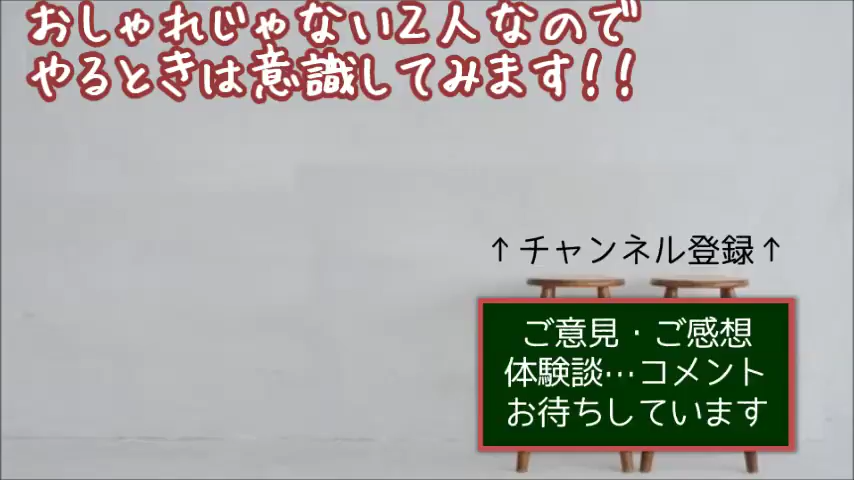 おしゃれじゃない2人なので
やるときは意識してみます!!
↑チャンネル登録↑
ご意見・ご感想
体験談…コメント
お待ちしています